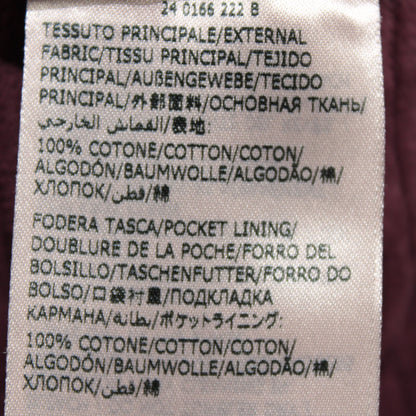 24 0166 222 B
TESSUTO PRINCIPALE/EXTERNAL
FABRIC/TISSU PRINCIPAL/TEJIDO
PRINCIPAL/AUßENGEWEBE/TECIDO
PRINCIPAL/外部面料/ОСНОВНАЯ ТКАНЬ/
القماش الخارجي/表地:
100% COTONE/COTTON/COTON/
ALGODÓN/BAUMWOLLE/ALGODÃO/棉/
ХЛОПОК/قطن/綿
FODERA TASCA/POCKET LINING/
DOUBLURE DE LA POCHE/FORRO DEL
BOLSILLO/TASCHENFUTTER/FORRO DO
BOLSO/口袋衬里/ПОДКЛАДКА
КАРМАНА/بطانة/ポケットライニング:
100% COTONE/COTTON/COTON/
ALGODÓN/BAUMWOLLE/ALGODÃO/棉/
ХЛОПОК/قطن/綿